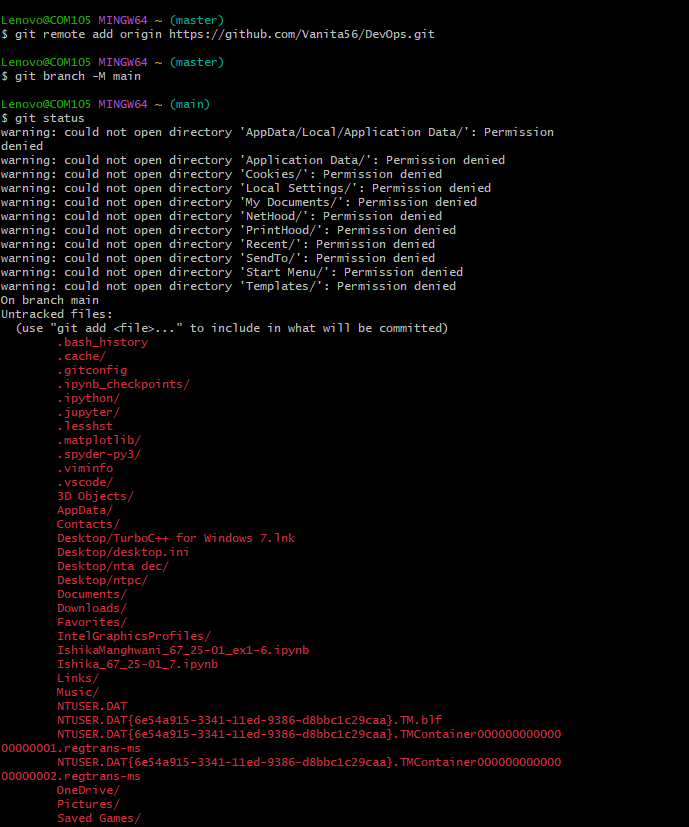 Lenovo@COM105 MINGW64 ~ (master)
$ git remote add origin https://github.com/Vanita56/DevOps.git
Lenovo@COM105 MINGW64 ~ (master)
$ git branch -M main
Lenovo@COM105 MINGW64 ~ (main)
$ git status
warning: could not open directory 'AppData/Local/Application Data/': Permission
denied
warning: could not open directory 'Application Data/': Permission denied
warning: could not open directory 'Cookies/': Permission denied
warning: could not open directory 'Local Settings/': Permission denied
warning: could not open directory 'My Documents/': Permission denied
warning: could not open directory 'NetHood/': Permission denied
warning: could not open directory 'PrintHood/': Permission denied
warning: could not open directory 'Recent/': Permission denied
warning: could not open directory 'SendTo/': Permission denied
warning: could not open directory 'Start Menu/': Permission denied
warning: could not open directory 'Templates/': Permission denied
On branch main
Untracked files:
(use "git add <file>..." to include in what will be committed)
.bash_history
.cache/
.gitconfig
.ipynb_checkpoints/
.ipython/
.jupyter/
.lesshst
.matplotlib/
.spyder-py3/
.viminfo
.vscode/
3D Objects/
AppData/
Contacts/
Desktop/TurboC++ for Windows 7.lnk
Desktop/desktop.ini
Desktop/nta dec/
Desktop/ntpc/
Documents/
Downloads/
Favorites/
IntelGraphicsProfiles/
IshikaManghwani_67_25-01_ex1-6.ipynb
Ishika_67_25-01_7.ipynb
Links/
Music/
NTUSER.DAT
NTUSER.DAT{6e54a915-3341-11ed-9386-d8bbc1c29caa}.TM.blf
NTUSER.DAT{6e54a915-3341-11ed-9386-d8bbc1c29caa}.TMContainer000000000000
00000001.regtrans-ms
NTUSER.DAT{6e54a915-3341-11ed-9386-d8bbc1c29caa}.TMContainer000000000000
00000002.regtrans-ms
OneDrive/
Pictures/
Saved Games/